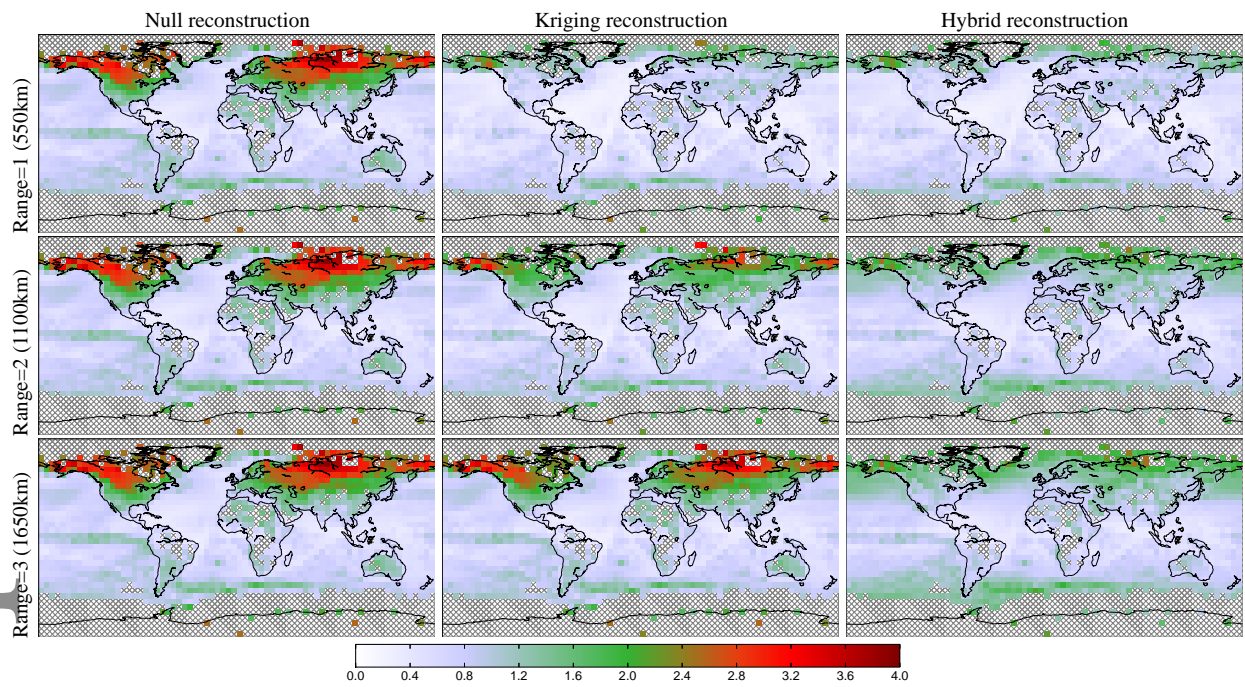 Null reconstruction Kriging reconstruction Hybrid reconstruction
Range=1 (550km)
Range=2 (1100km)
Range=3 (1650km)
0.0 0.4 0.8 1.2 1.6 2.0 2.4 2.8 3.2 3.6 4.0